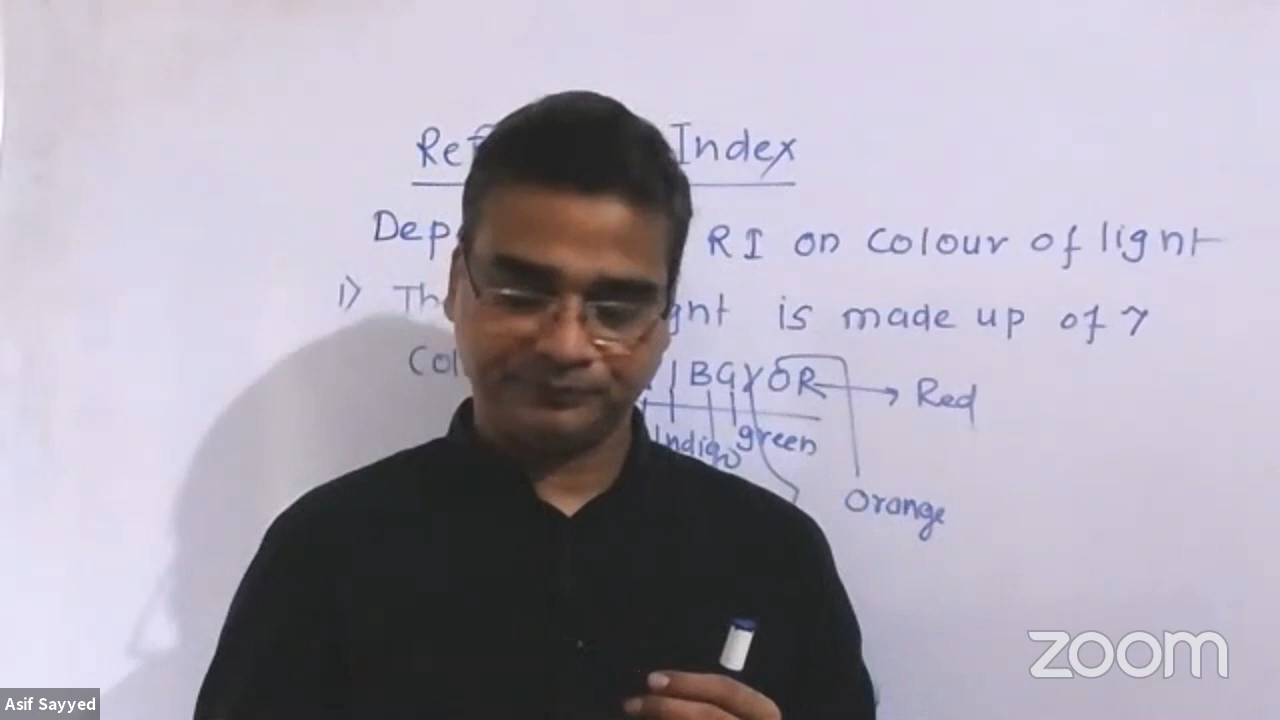 Ref Index
Dep RI on colour of light
1) Th ght is made up of 7
Col I B G Y O R → Red
Indigo green
Orange
zoom
Asif Sayyed